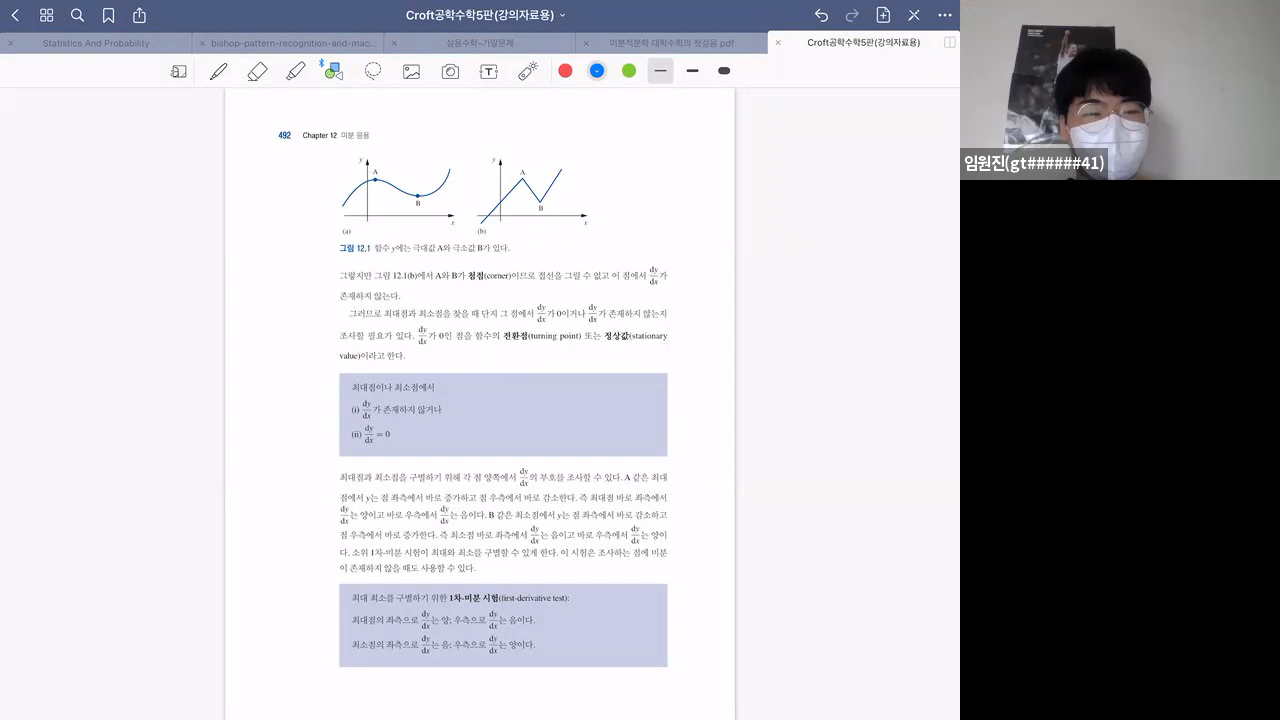 Croft공학수학5판(강의자료용)
Statistics And Probability
bishop-pattern-recognition-and-mac...
실용수학-기말문제
미분적분학 대학수학의 첫걸음 pdf
Croft공학수학5판(강의자료용)
임원진(gt######41)
492 Chapter 12 미분 응용
y
A
B
x
(a)
y
A
B
x
(b)
그림 12.1 함수 y에는 극대값 A와 극소값 B가 있다.
그렇지만 그림 12.1(b)에서 A와 B가 첨점(corner)이므로 접선을 그릴 수 없고 이 점에서 dy/dx가
존재하지 않는다.
그러므로 최대점과 최소점을 찾을 때 단지 그 점에서 dy/dx가 0이거나 dy/dx가 존재하지 않는지
조사할 필요가 있다. dy/dx가 0인 점을 함수의 전환점(turning point) 또는 정상값(stationary
value)이라고 한다.
최대점이나 최소점에서
(i) dy/dx가 존재하지 않거나
(ii) dy/dx = 0
최대점과 최소점을 구별하기 위해 각 점 양쪽에서 dy/dx의 부호를 조사할 수 있다. A 같은 최대
점에서 y는 점 좌측에서 바로 증가하고 점 우측에서 바로 감소한다. 즉 최대점 바로 좌측에서
dy/dx는 양이고 바로 우측에서 dy/dx는 음이다. B 같은 최소점에서 y는 점 좌측에서 바로 감소하고
점 우측에서 바로 증가한다. 즉 최소점 바로 좌측에서 dy/dx는 음이고 바로 우측에서 dy/dx는 양이
다. 소위 1차-미분 시험이 최대와 최소를 구별할 수 있게 한다. 이 시험은 조사하는 점에 미분
이 존재하지 않을 때도 사용할 수 있다.
최대 최소를 구별하기 위한 1차-미분 시험(first-derivative test):
최대점의 좌측으로 dy/dx는 양; 우측으로 dy/dx는 음이다.
최소점의 좌측으로 dy/dx는 음; 우측으로 dy/dx는 양이다.